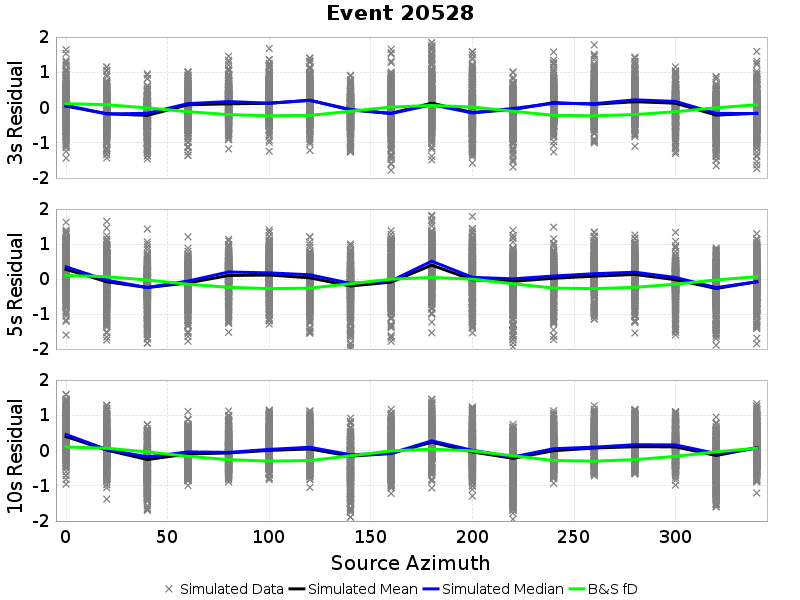 Event 20528
3s Residual
2
1
0
-1
-2
5s Residual
2
1
0
-1
-2
10s Residual
2
1
0
-1
-2
0 50 100 150 200 250 300
Source Azimuth
Simulated Data Simulated Mean Simulated Median B&S fD